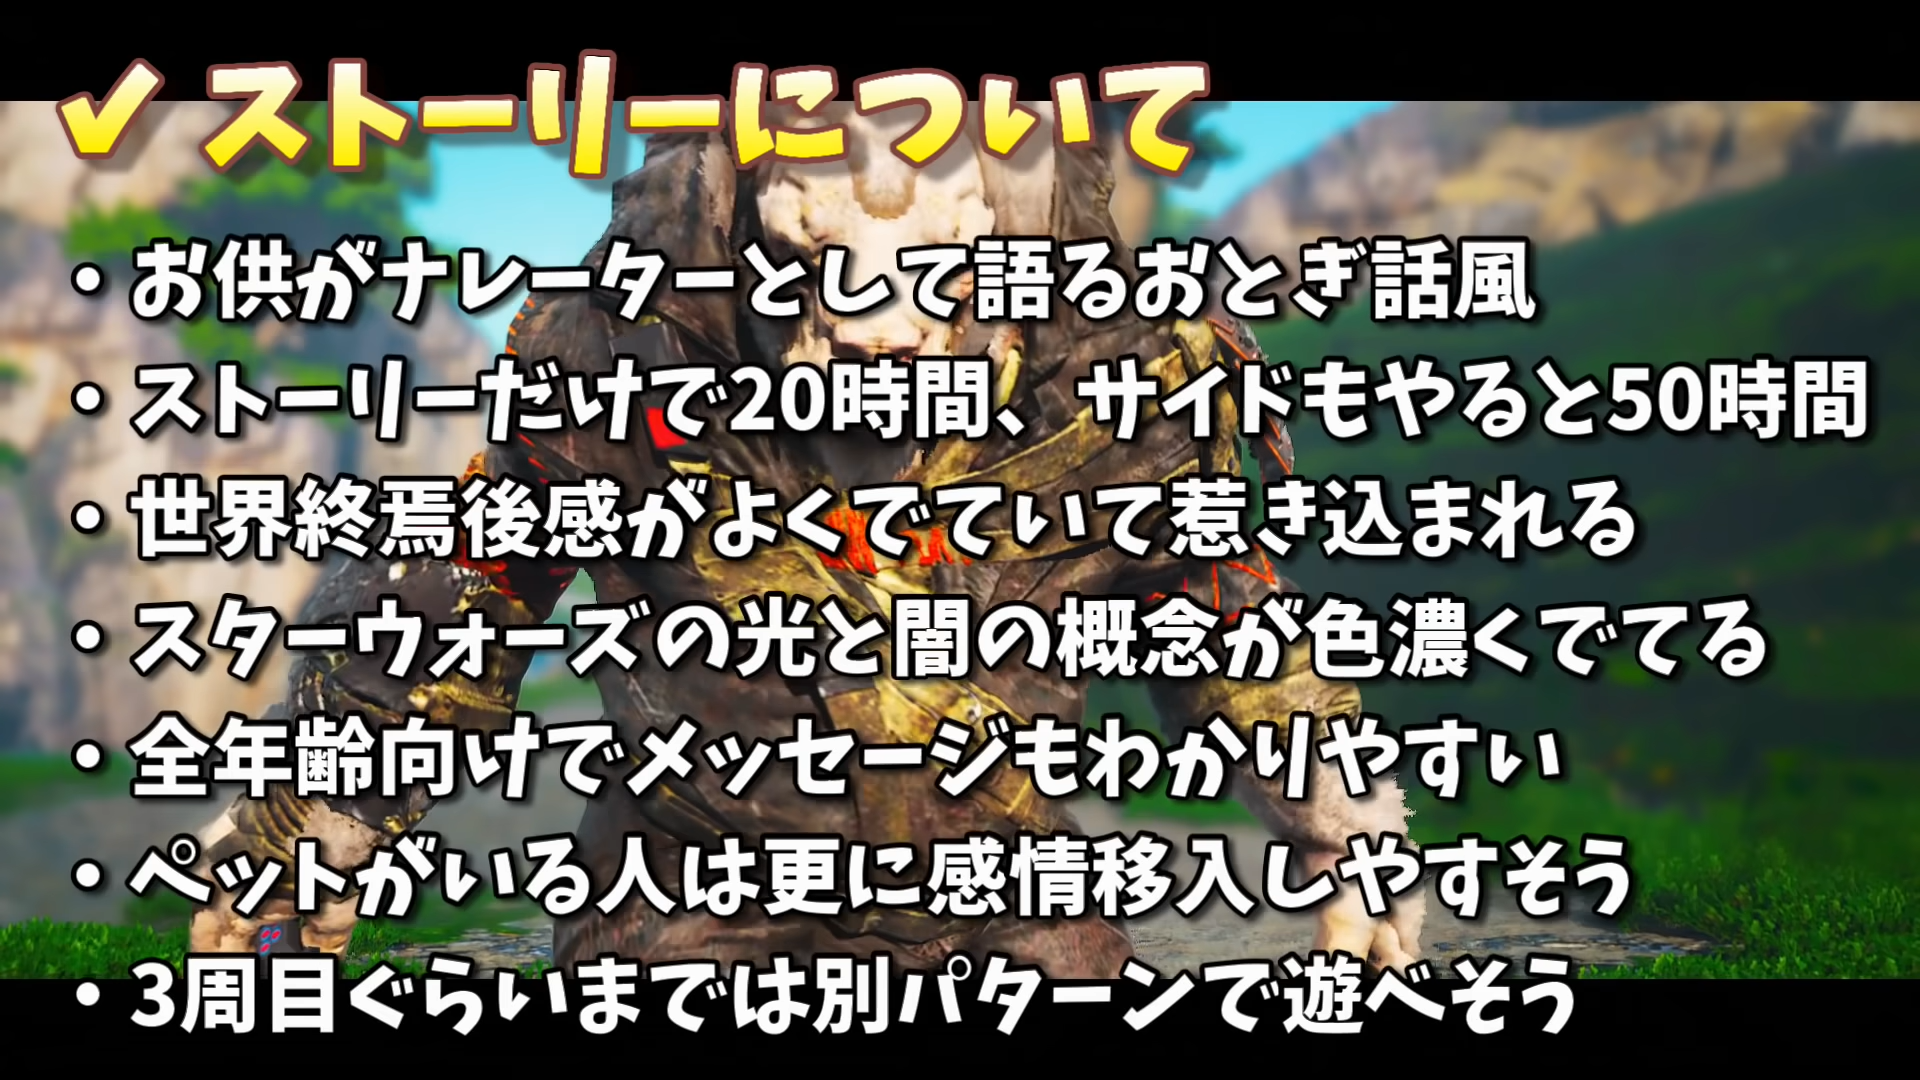 ✓ ストーリーについて
・お供がナレーターとして語るおとぎ話風
・ストーリーだけで20時間、サイドもやると50時間
・世界終焉後感がよくでていて惹き込まれる
・スターウォーズの光と闇の概念が色濃くでてる
・全年齢向けでメッセージもわかりやすい
・ペットがいる人は更に感情移入しやすそう
・3周目ぐらいまでは別パターンで遊べそう